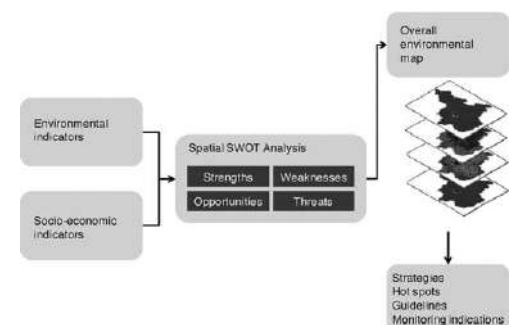 Environmental
indicators
Socio-economic
indicators
Spatial SWOT Analysis
Strengths
Weaknesses
Opportunities
Threats
Overall
environmental
map
Strategies
Hot spots
Guidelines
Monitoring indications